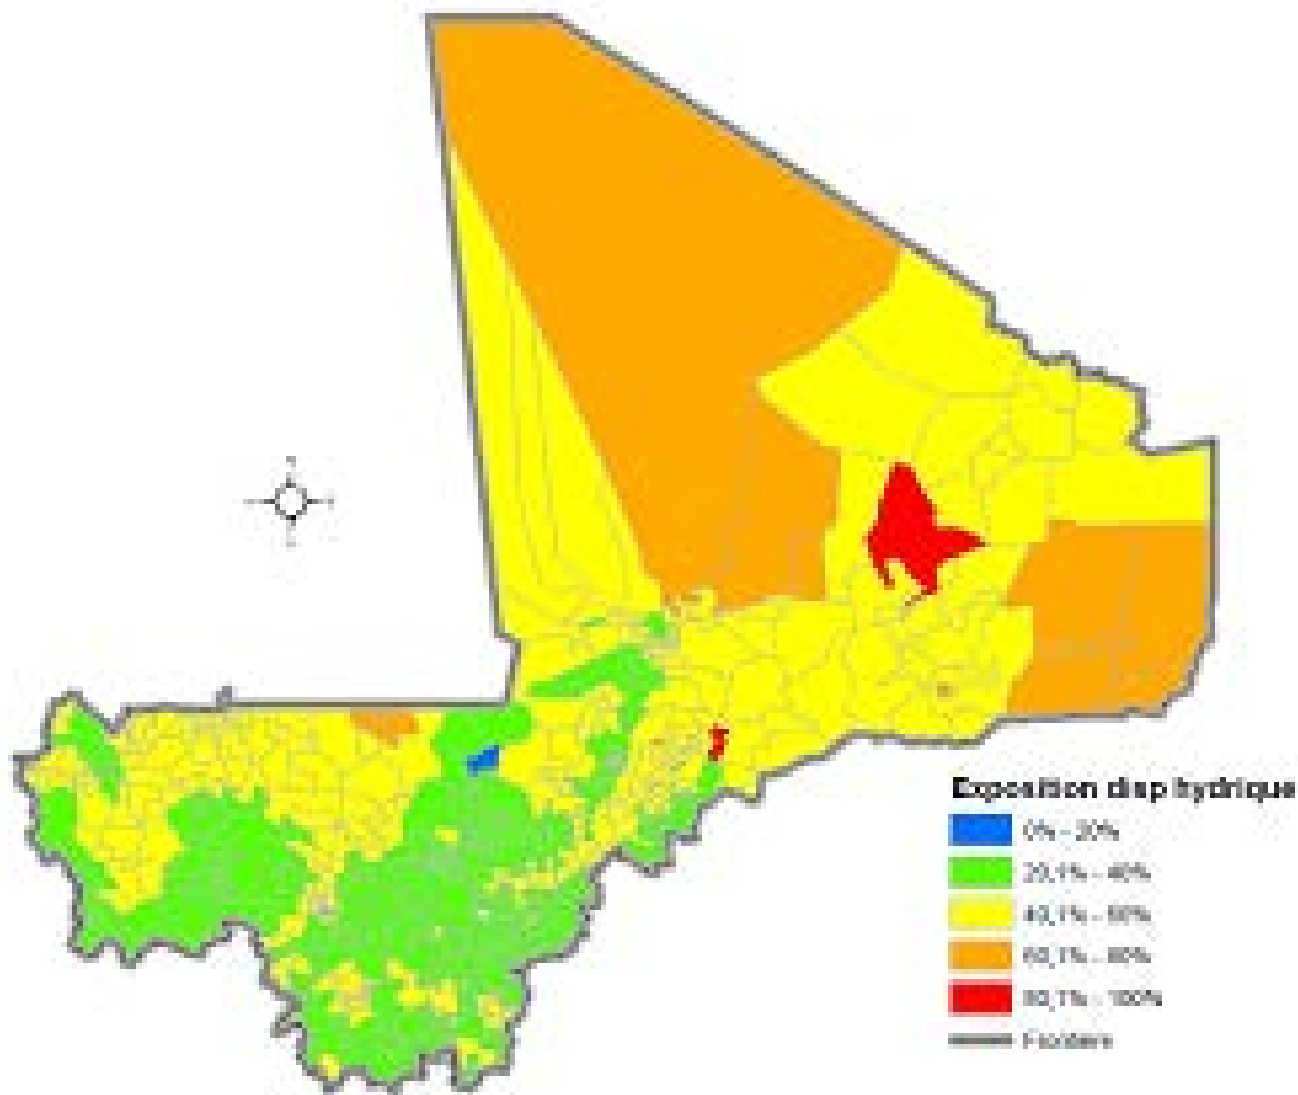 Exposition disp hydrique
0% - 20%
20,1% - 40%
40,1% - 60%
60,1% - 80%
80,1% - 100%
Frontière